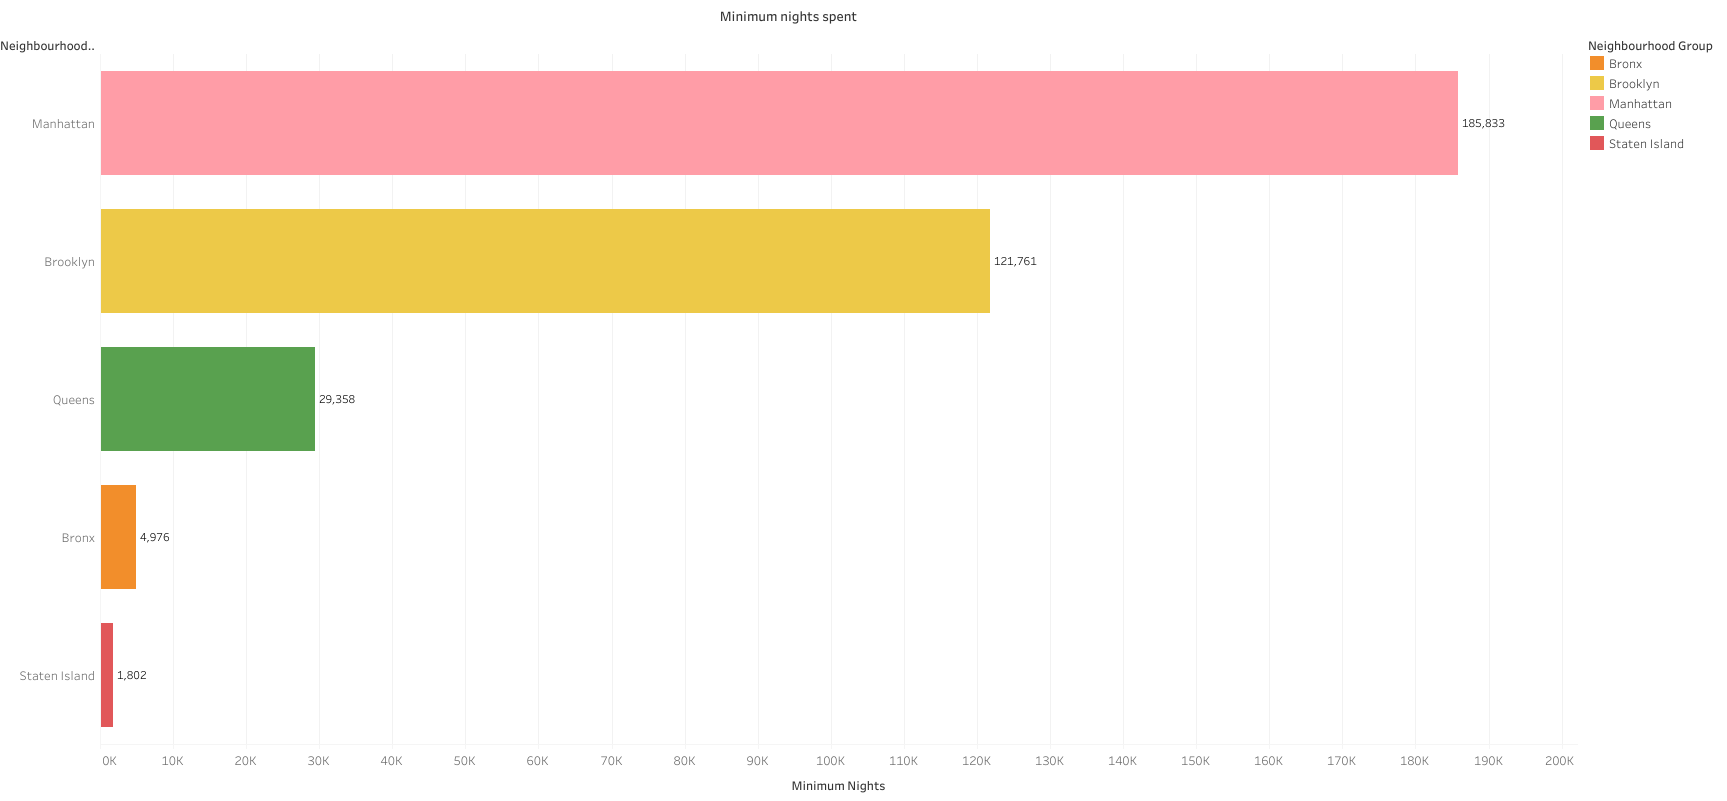 Minimum nights spent
Neighbourhood..
Manhattan
185,833
Brooklyn
121,761
Queens
29,358
Bronx
4,976
Staten Island
1,802
0K 10K 20K 30K 40K 50K 60K 70K 80K 90K 100K 110K 120K 130K 140K 150K 160K 170K 180K 190K 200K
Minimum Nights
Neighbourhood Group
Bronx
Brooklyn
Manhattan
Queens
Staten Island